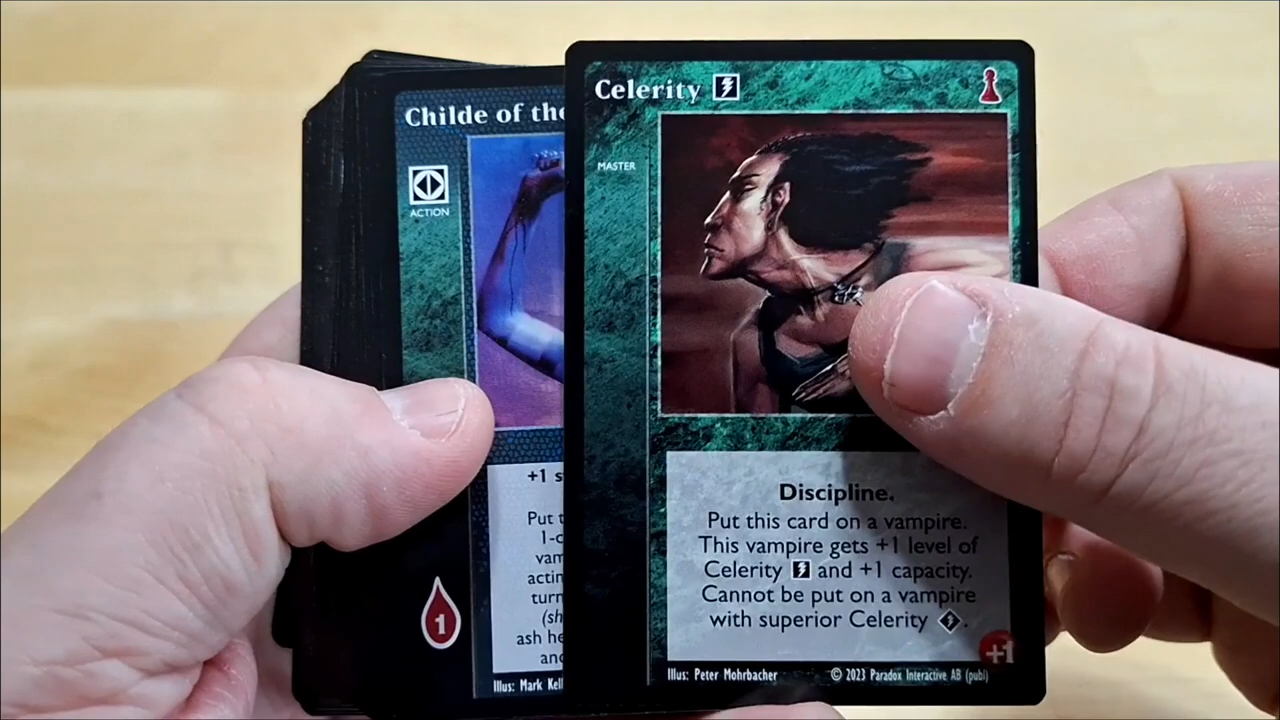 Childe of the
ACTION
+1
Put
1-c
vam
actin
turn
(sh
ash he
and
1
Illus: Mark Kel
Celerity
MASTER
Discipline.
Put this card on a vampire.
This vampire gets +1 level of
Celerity and +1 capacity.
Cannot be put on a vampire
with superior Celerity .
+1
Illus: Peter Mohrbacher © 2023 Paradox Interactive AB (publ)